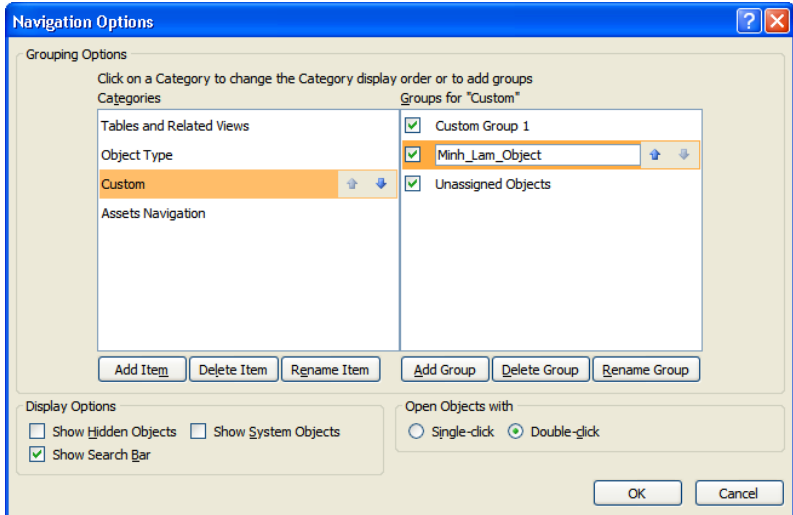 Navigation Options
Grouping Options
Click on a Category to change the Category display order or to add groups
Categories
Groups for "Custom"
Tables and Related Views
Object Type
Custom
Assets Navigation
Custom Group 1
Minh_Lam_Object
Unassigned Objects
Add Item
Delete Item
Rename Item
Add Group
Delete Group
Rename Group
Display Options
Show Hidden Objects
Show System Objects
Show Search Bar
Open Objects with
Single-click
Double-click
OK
Cancel